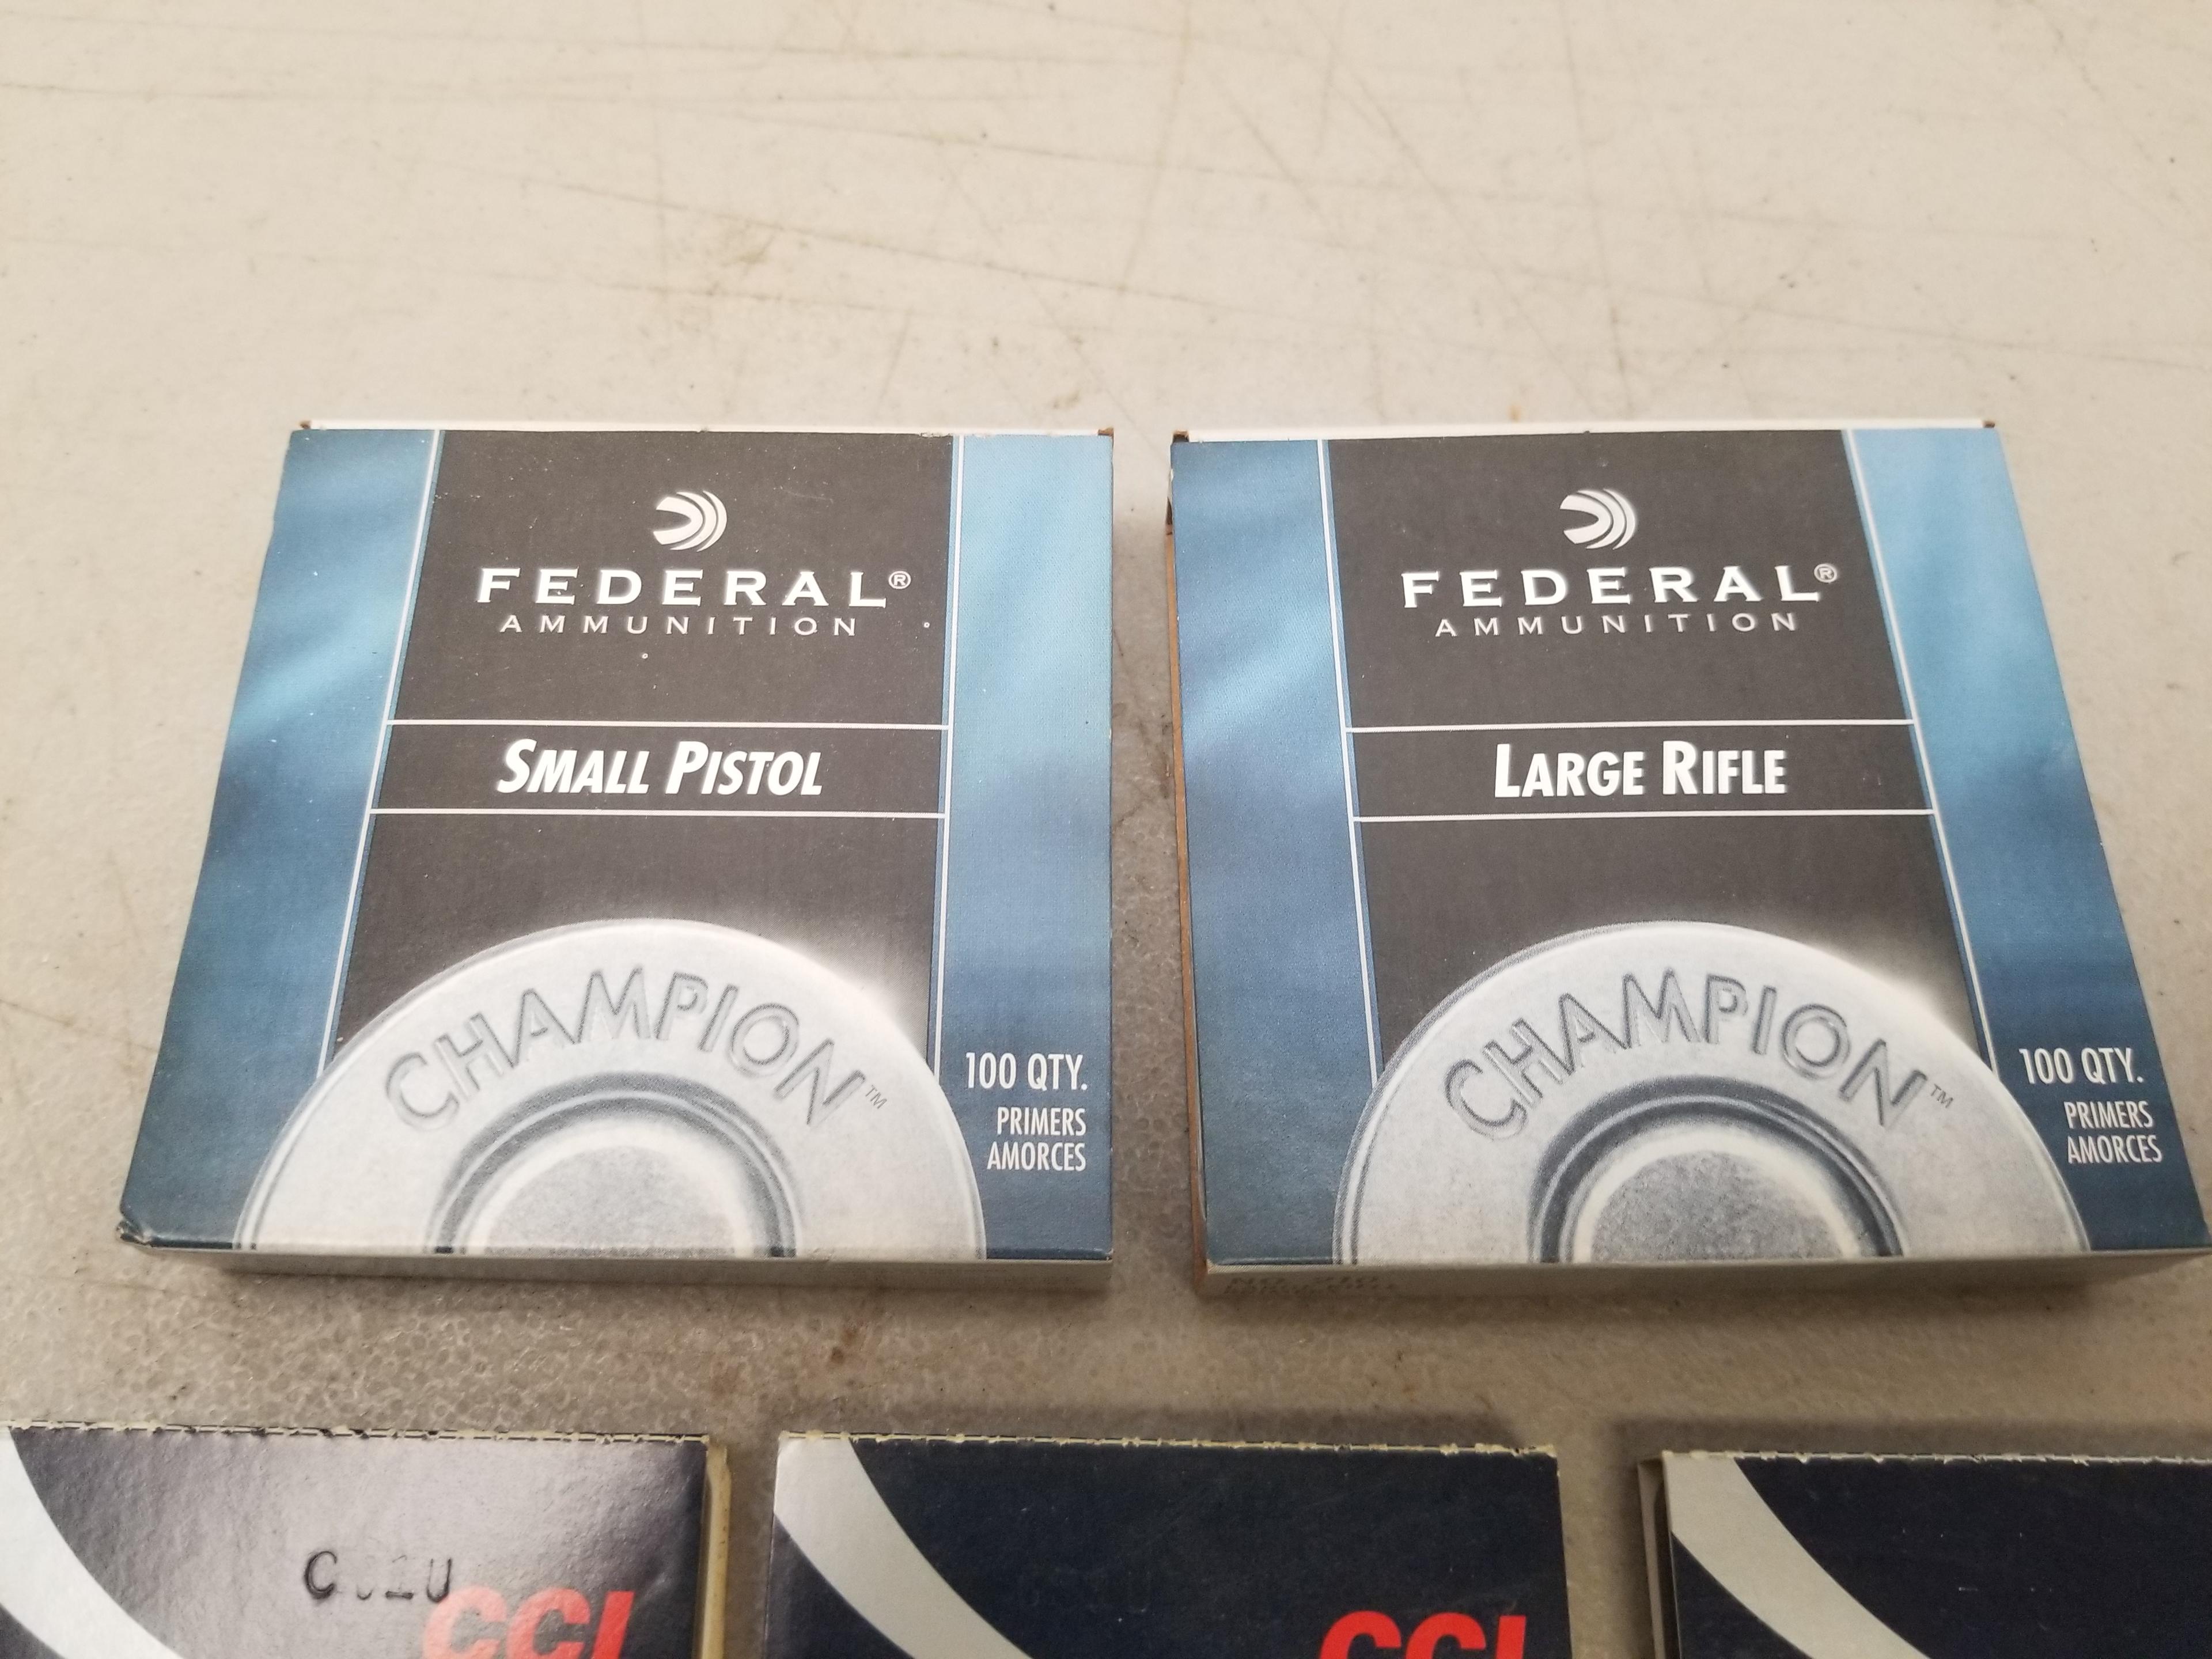 FEDERAL®
AMMUNITION
SMALL PISTOL
CHAMPION™
100 QTY.
PRIMERS
AMORCES
FEDERAL®
AMMUNITION
LARGE RIFLE
CHAMPION™
100 QTY.
PRIMERS
AMORCES
CCI
CCI